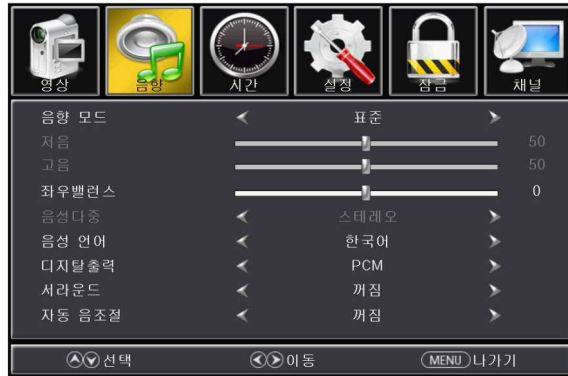 영상 음향 시간 설정 잠금 채널
음향 모드 표준
저음 50
고음 50
좌우밸런스 0
음성다중 스테레오
음성 언어 한국어
디지탈출력 PCM
서라운드 꺼짐
자동 음조절 꺼짐
선택 이동 MENU 나가기